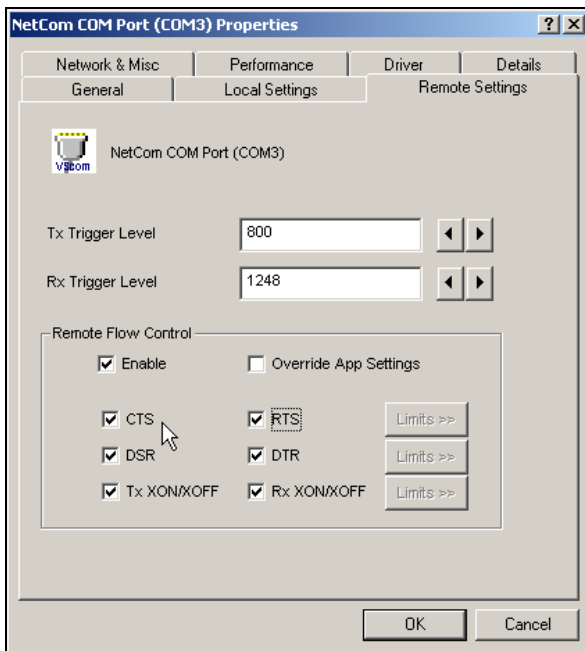 NetCom COM Port (COM3) Properties
Network & Misc Performance Driver Details
General Local Settings Remote Settings
VScom NetCom COM Port (COM3)
Tx Trigger Level 800
Rx Trigger Level 1248
Remote Flow Control
Enable Override App Settings
CTS RTS Limits >>
DSR DTR Limits >>
Tx XON/XOFF Rx XON/XOFF Limits >>
OK Cancel